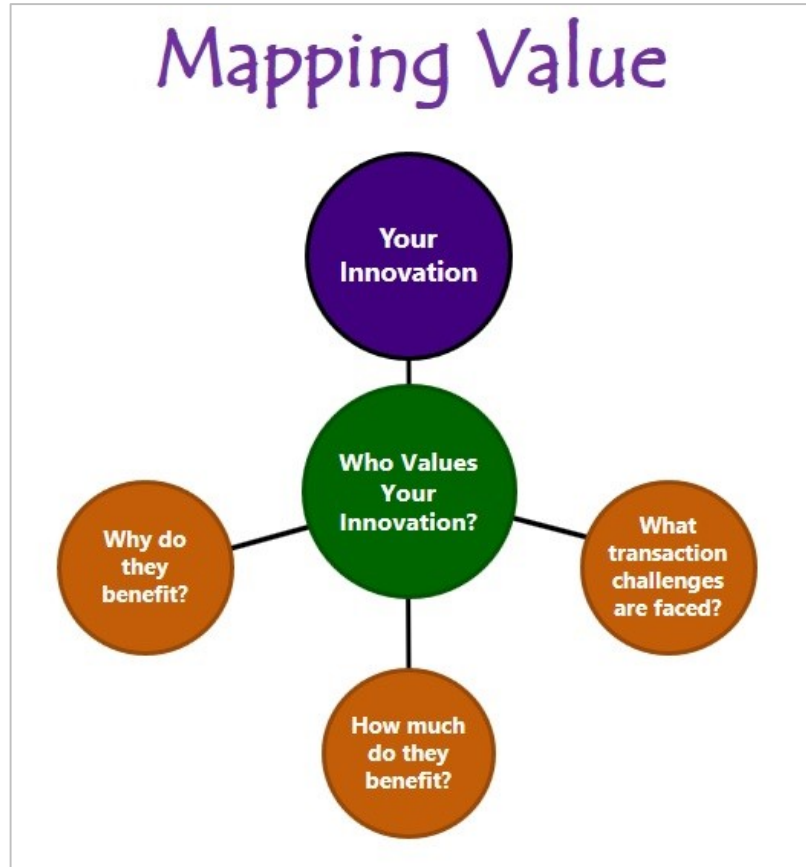 Mapping Value
Your
Innovation
Who Values
Your
Innovation?
Why do
they
benefit?
What
transaction
challenges
are faced?
How much
do they
benefit?